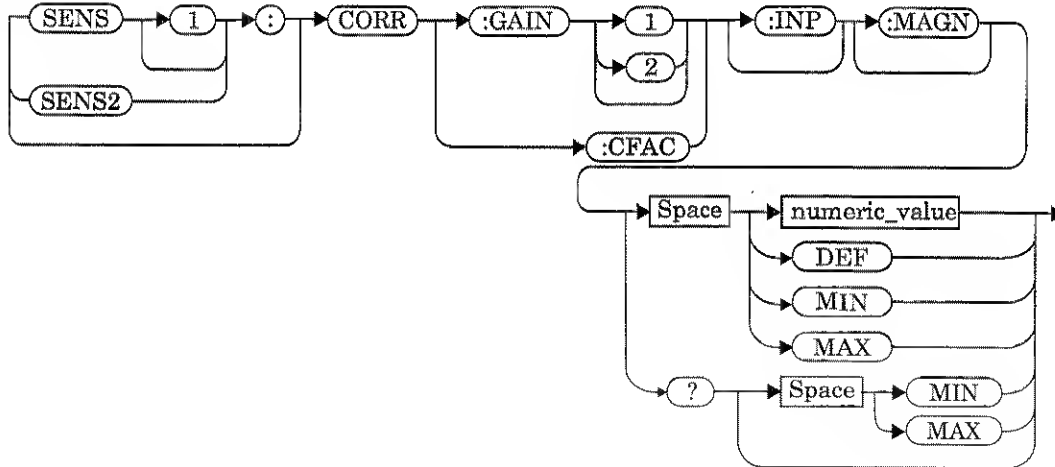 SENS 1 : CORR :GAIN 1 :INP :MAGN
2
SENS2
:CFAC
Space numeric_value
DEF
MIN
MAX
? Space MIN
MAX